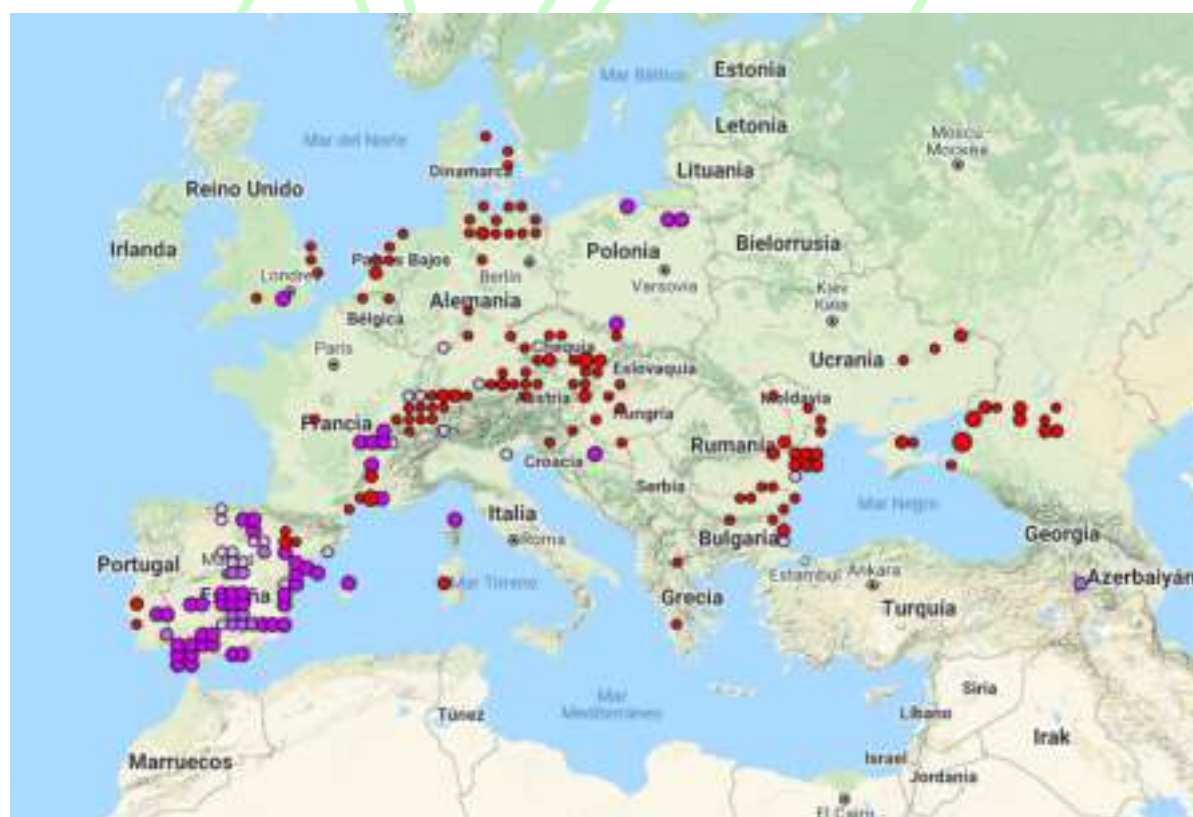 Mar Báltico
Estonia
Letonia
Moscú
Москва
Mar del Norte
Dinamarca
Lituania
Reino Unido
Irlanda
Países Bajos
Polonia
Bielorrusia
Londres
Berlín
Varsovia
Alemania
Kiev
Київ
Bélgica
París
Chequia
Ucrania
Eslovaquia
Austria
Moldavia
Francia
Hungría
Rumanía
Croacia
Serbia
Mar Negro
Italia
Portugal
Roma
Bulgaria
Georgia
Estambul
Ankara
Azerbaiyán
España
Mar Tirreno
Grecia
Turquía
Mar
Mediterráneo
Siria
Túnez
Líbano
Irak
Marruecos
Israel
Jordania
El Cairo